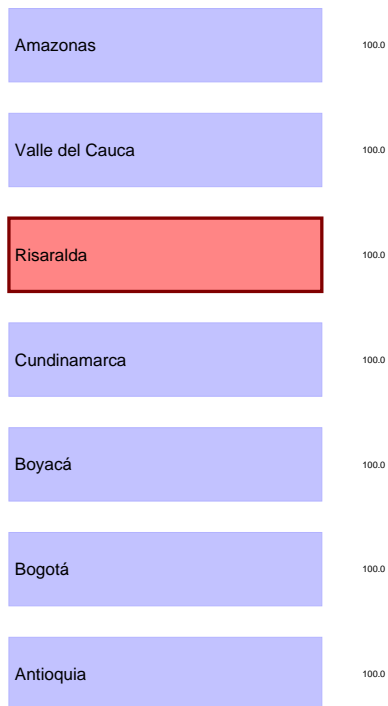 Amazonas 100.0
Valle del Cauca 100.0
Risaralda 100.0
Cundinamarca 100.0
Boyacá 100.0
Bogotá 100.0
Antioquia 100.0